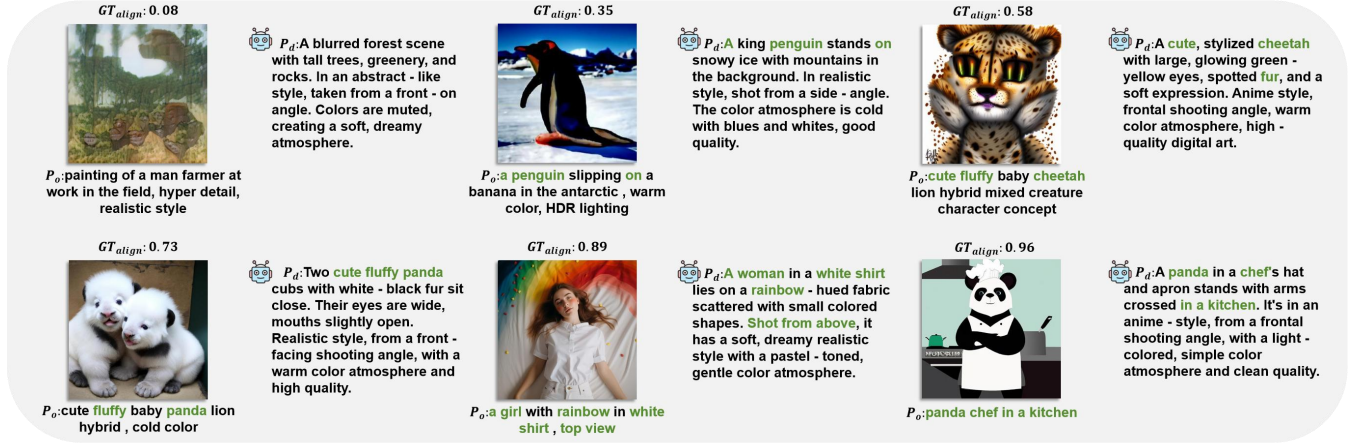 GT_align: 0.08
P_d:A blurred forest scene
with tall trees, greenery, and
rocks. In an abstract - like
style, taken from a front - on
angle. Colors are muted,
creating a soft, dreamy
atmosphere.
P_o:painting of a man farmer at
work in the field, hyper detail,
realistic style
GT_align: 0.35
P_d:A king penguin stands on
snowy ice with mountains in
the background. In realistic
style, shot from a side - angle.
The color atmosphere is cold
with blues and whites, good
quality.
P_o:a penguin slipping on a
banana in the antarctic , warm
color, HDR lighting
GT_align: 0.58
P_d:A cute, stylized cheetah
with large, glowing green -
yellow eyes, spotted fur, and a
soft expression. Anime style,
frontal shooting angle, warm
color atmosphere, high -
quality digital art.
P_o:cute fluffy baby cheetah
lion hybrid mixed creature
character concept
GT_align: 0.73
P_d:Two cute fluffy panda
cubs with white - black fur sit
close. Their eyes are wide,
mouths slightly open.
Realistic style, from a front -
facing shooting angle, with a
warm color atmosphere and
high quality.
P_o:cute fluffy baby panda lion
hybrid , cold color
GT_align: 0.89
P_d:A woman in a white shirt
lies on a rainbow - hued fabric
scattered with small colored
shapes. Shot from above, it
has a soft, dreamy realistic
style with a pastel - toned,
gentle color atmosphere.
P_o:a girl with rainbow in white
shirt , top view
GT_align: 0.96
P_d:A panda in a chef's hat
and apron stands with arms
crossed in a kitchen. It's in an
anime - style, from a frontal
shooting angle, with a light -
colored, simple color
atmosphere and clean quality.
P_o:panda chef in a kitchen